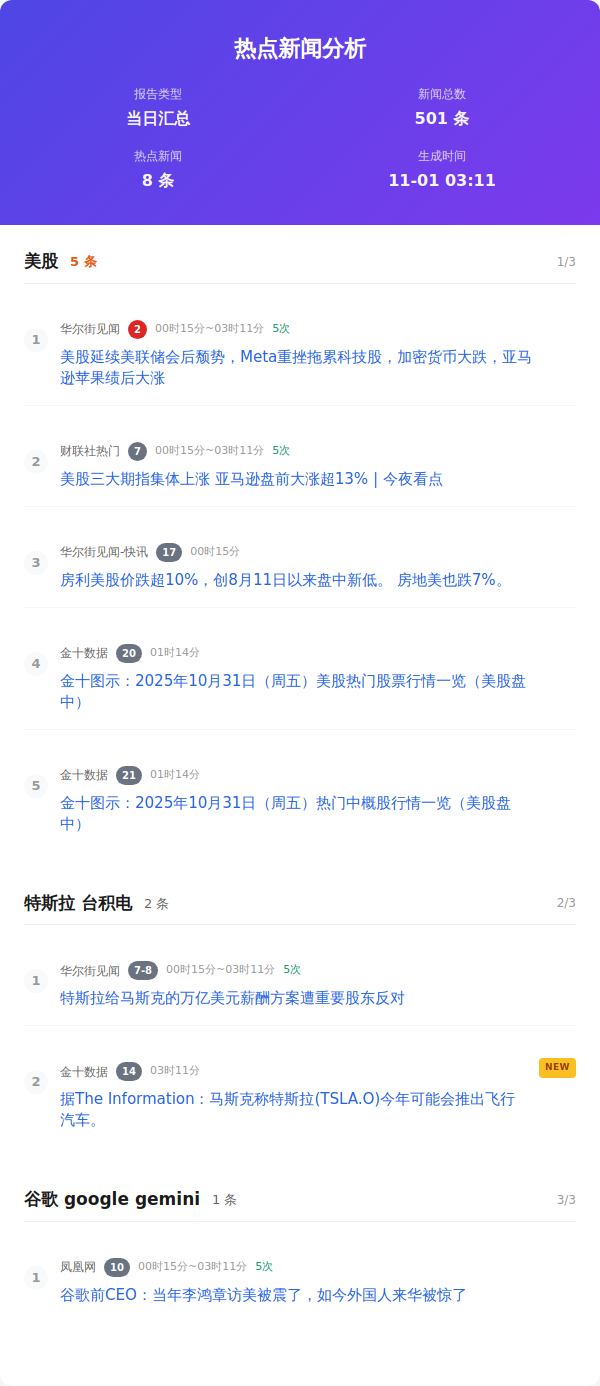 热点新闻分析
报告类型
新闻总数
当日汇总
501 条
热点新闻
生成时间
8 条
11-01 03:11
美股 5 条 1/3
1
华尔街见闻 2 00时15分~03时11分 5次
美股延续美联储会后颓势，Meta重挫拖累科技股，加密货币大跌，亚马
逊苹果绩后大涨
2
财联社热门 7 00时15分~03时11分 5次
美股三大期指集体上涨 亚马逊盘前大涨超13% | 今夜看点
3
华尔街见闻-快讯 17 00时15分
房利美股价跌超10%，创8月11日以来盘中新低。 房地美也跌7%。
4
金十数据 20 01时14分
金十图示：2025年10月31日（周五）美股热门股票行情一览（美股盘
中）
5
金十数据 21 01时14分
金十图示：2025年10月31日（周五）热门中概股行情一览（美股盘
中）
特斯拉 台积电 2 条 2/3
1
华尔街见闻 7-8 00时15分~03时11分 5次
特斯拉给马斯克的万亿美元薪酬方案遭重要股东反对
2
金十数据 14 03时11分 NEW
据The Information：马斯克称特斯拉(TSLA.O)今年可能会推出飞行
汽车。
谷歌 google gemini 1 条 3/3
1
凤凰网 10 00时15分~03时11分 5次
谷歌前CEO：当年李鸿章访美被震了，如今外国人来华被惊了